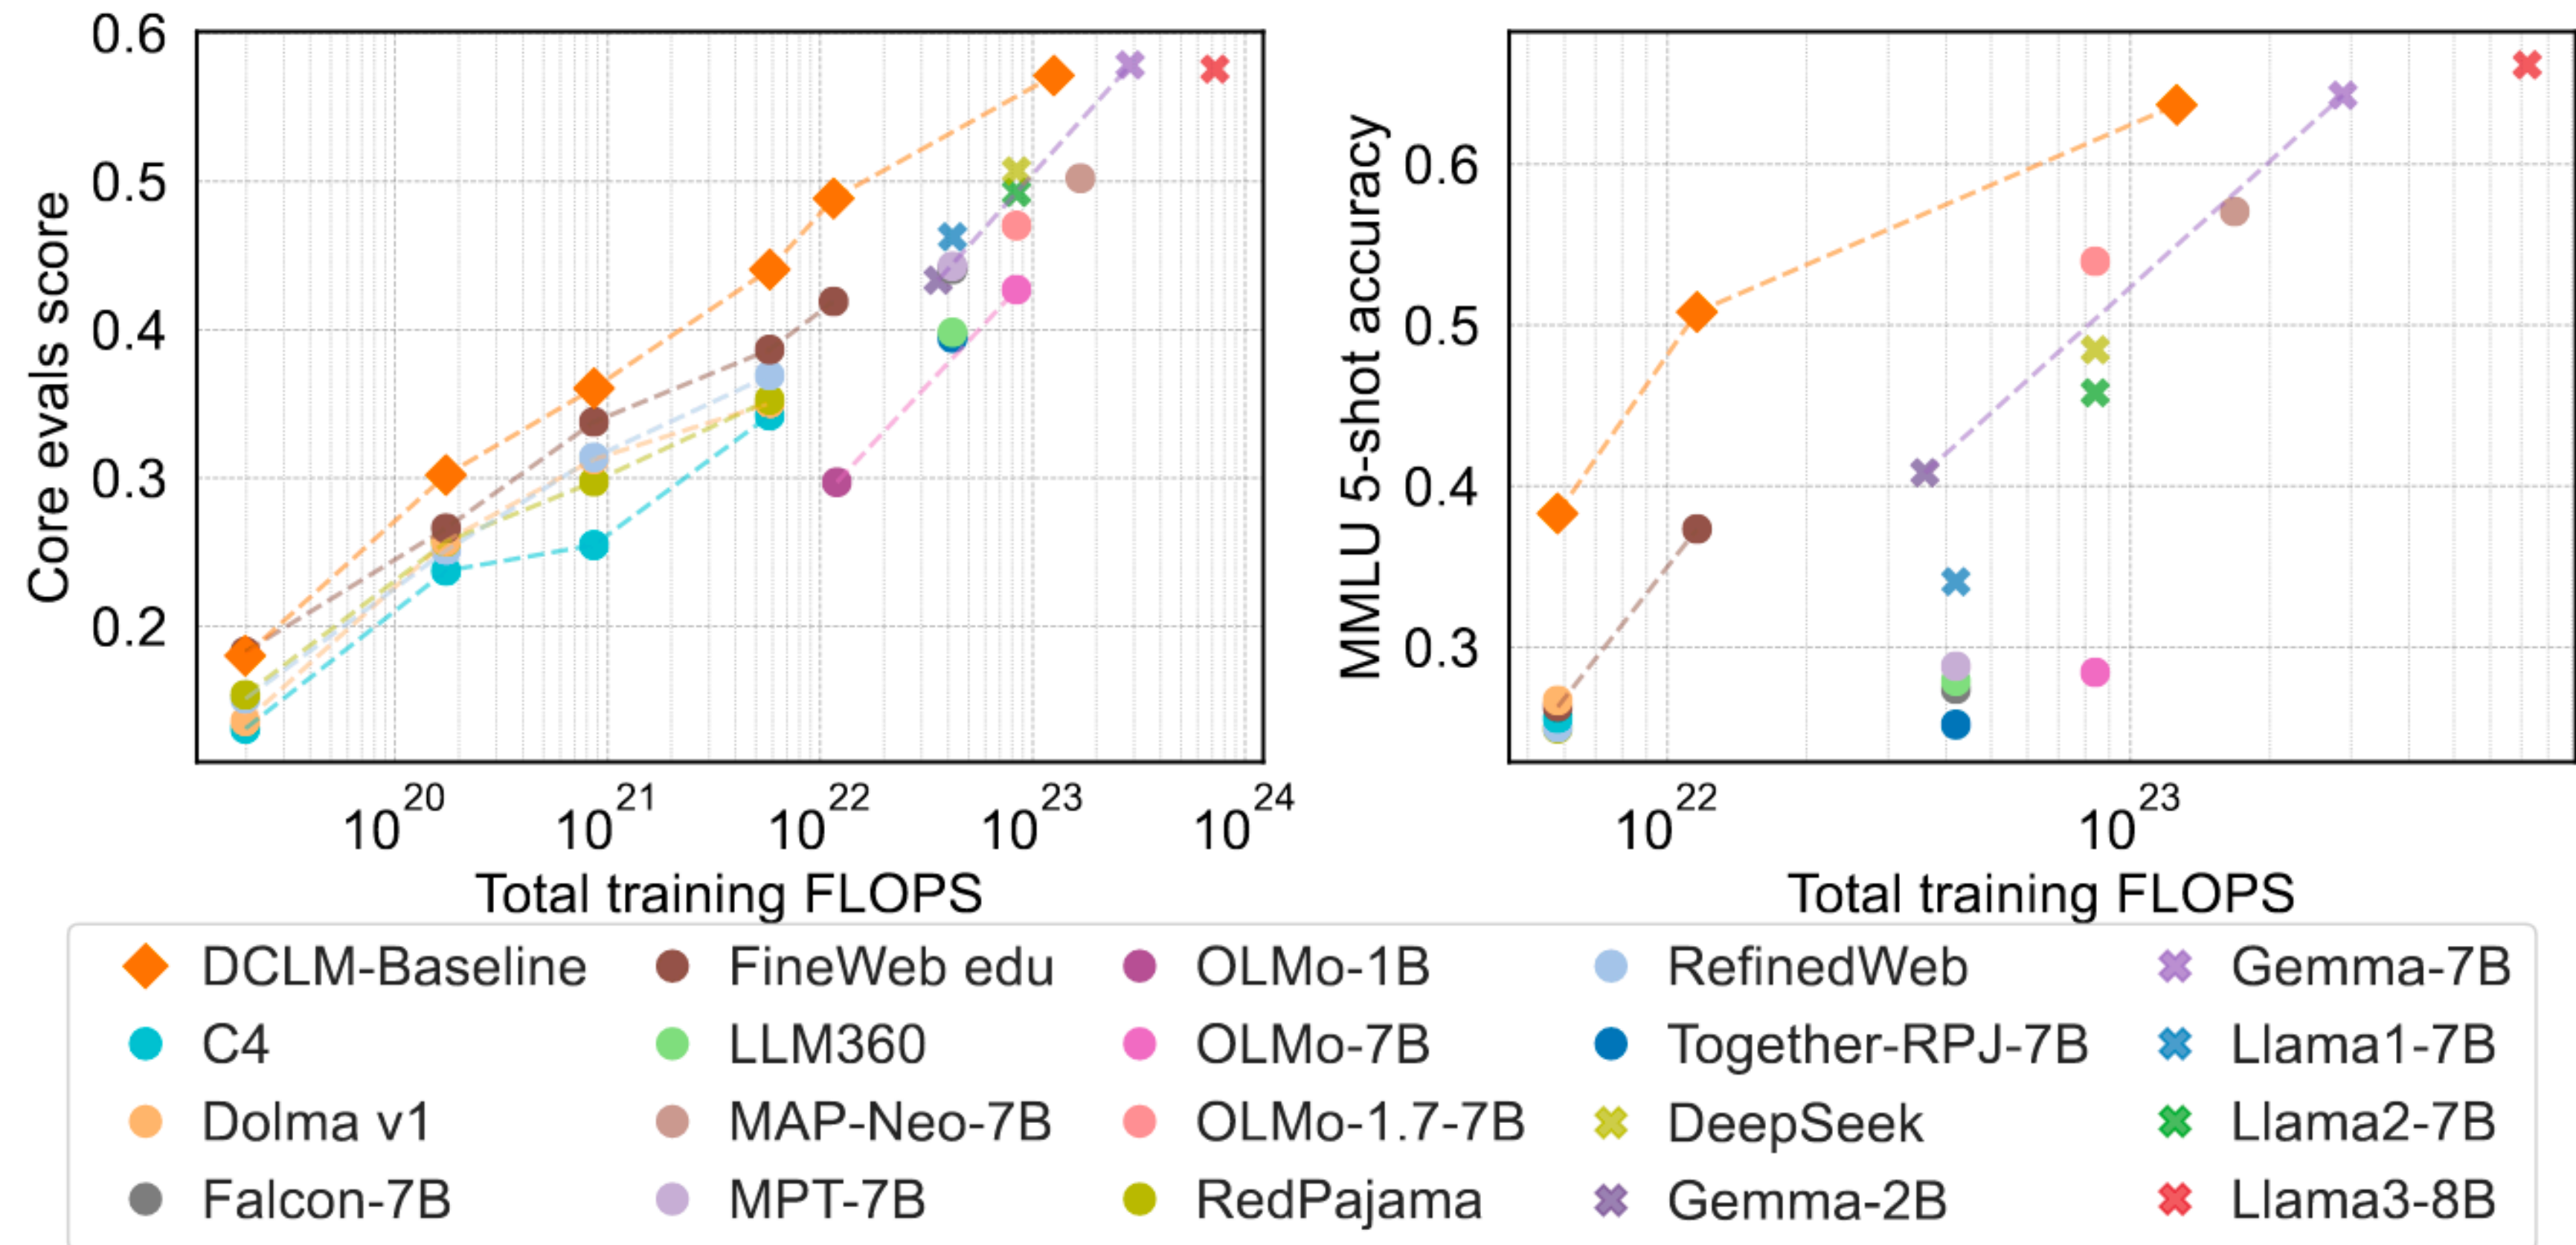 Core evals score
0.6
0.5
0.4
0.3
0.2
10^20 10^21 10^22 10^23 10^24
Total training FLOPS
MMLU 5-shot accuracy
0.6
0.5
0.4
0.3
10^22 10^23
Total training FLOPS
DCLM-Baseline FineWeb edu OLMo-1B RefinedWeb Gemma-7B
C4 LLM360 OLMo-7B Together-RPJ-7B Llama1-7B
Dolma v1 MAP-Neo-7B OLMo-1.7-7B DeepSeek Llama2-7B
Falcon-7B MPT-7B RedPajama Gemma-2B Llama3-8B